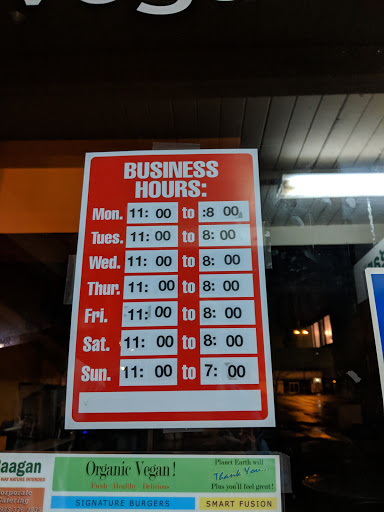 BUSINESS
HOURS:
Mon. 11: 00 to :8 00
Tues. 11: 00 to 8: 00
Wed. 11: 00 to 8: 00
Thur. 11: 00 to 8: 00
Fri. 11: 00 to 8: 00
Sat. 11: 00 to 8: 00
Sun. 11: 00 to 7: 00
aagan
Organic Vegan!
Planet Earth will
Thank You...
Fresh Healthy Delicious
Plus you'll feel great!
SIGNATURE BURGERS
SMART FUSION